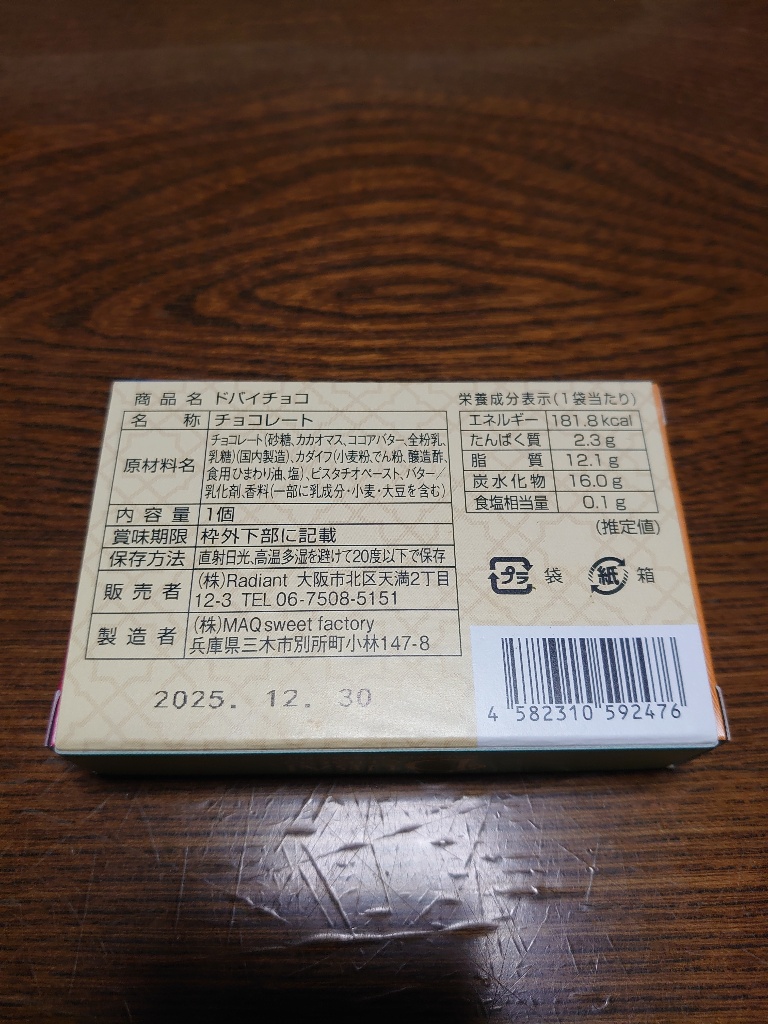 商品名 ドバイチョコ
名称 チョコレート
原材料名 チョコレート(砂糖、カカオマス、ココアバター、全粉乳、
乳糖)(国内製造)、カダイフ(小麦粉、でん粉、醸造酢、
食用ひまわり油、塩)、ピスタチオペースト、バター/
乳化剤、香料(一部に乳成分・小麦・大豆を含む)
内容量 1個
賞味期限 枠外下部に記載
保存方法 直射日光、高温多湿を避けて20度以下で保存
販売者 (株)Radiant 大阪市北区天満2丁目
12-3 TEL 06-7508-5151
製造者 (株)MAQ sweet factory
兵庫県三木市別所町小林147-8
2025. 12. 30
栄養成分表示(1袋当たり)
エネルギー 181.8kcal
たんぱく質 2.3g
脂質 12.1g
炭水化物 16.0g
食塩相当量 0.1g
(推定値)
プラ 袋 紙 箱
4 582310 592476